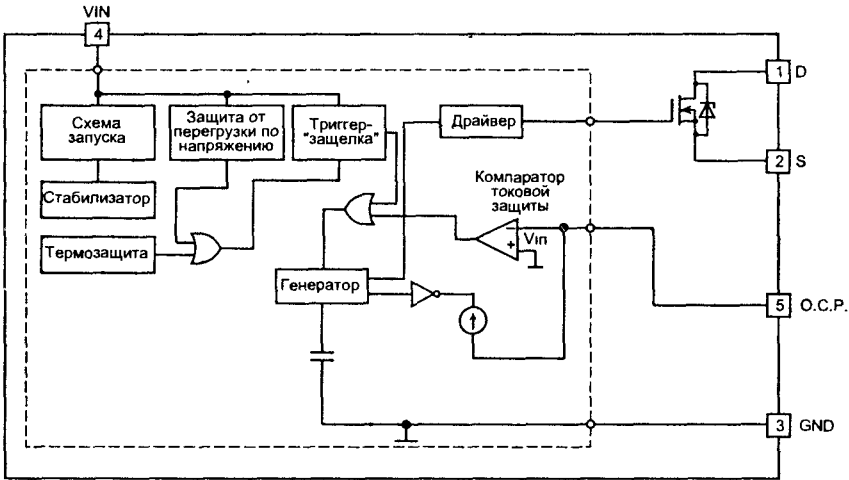 VIN
4
Схема
запуска
Защита от
перегрузки по
напряжению
Триггер-
"защелка"
Драйвер
1 D
2 S
Стабилизатор
Компаратор
токовой
защиты
Термозащита
−
Vіп
+
Генератор
5 O.C.P.
3 GND